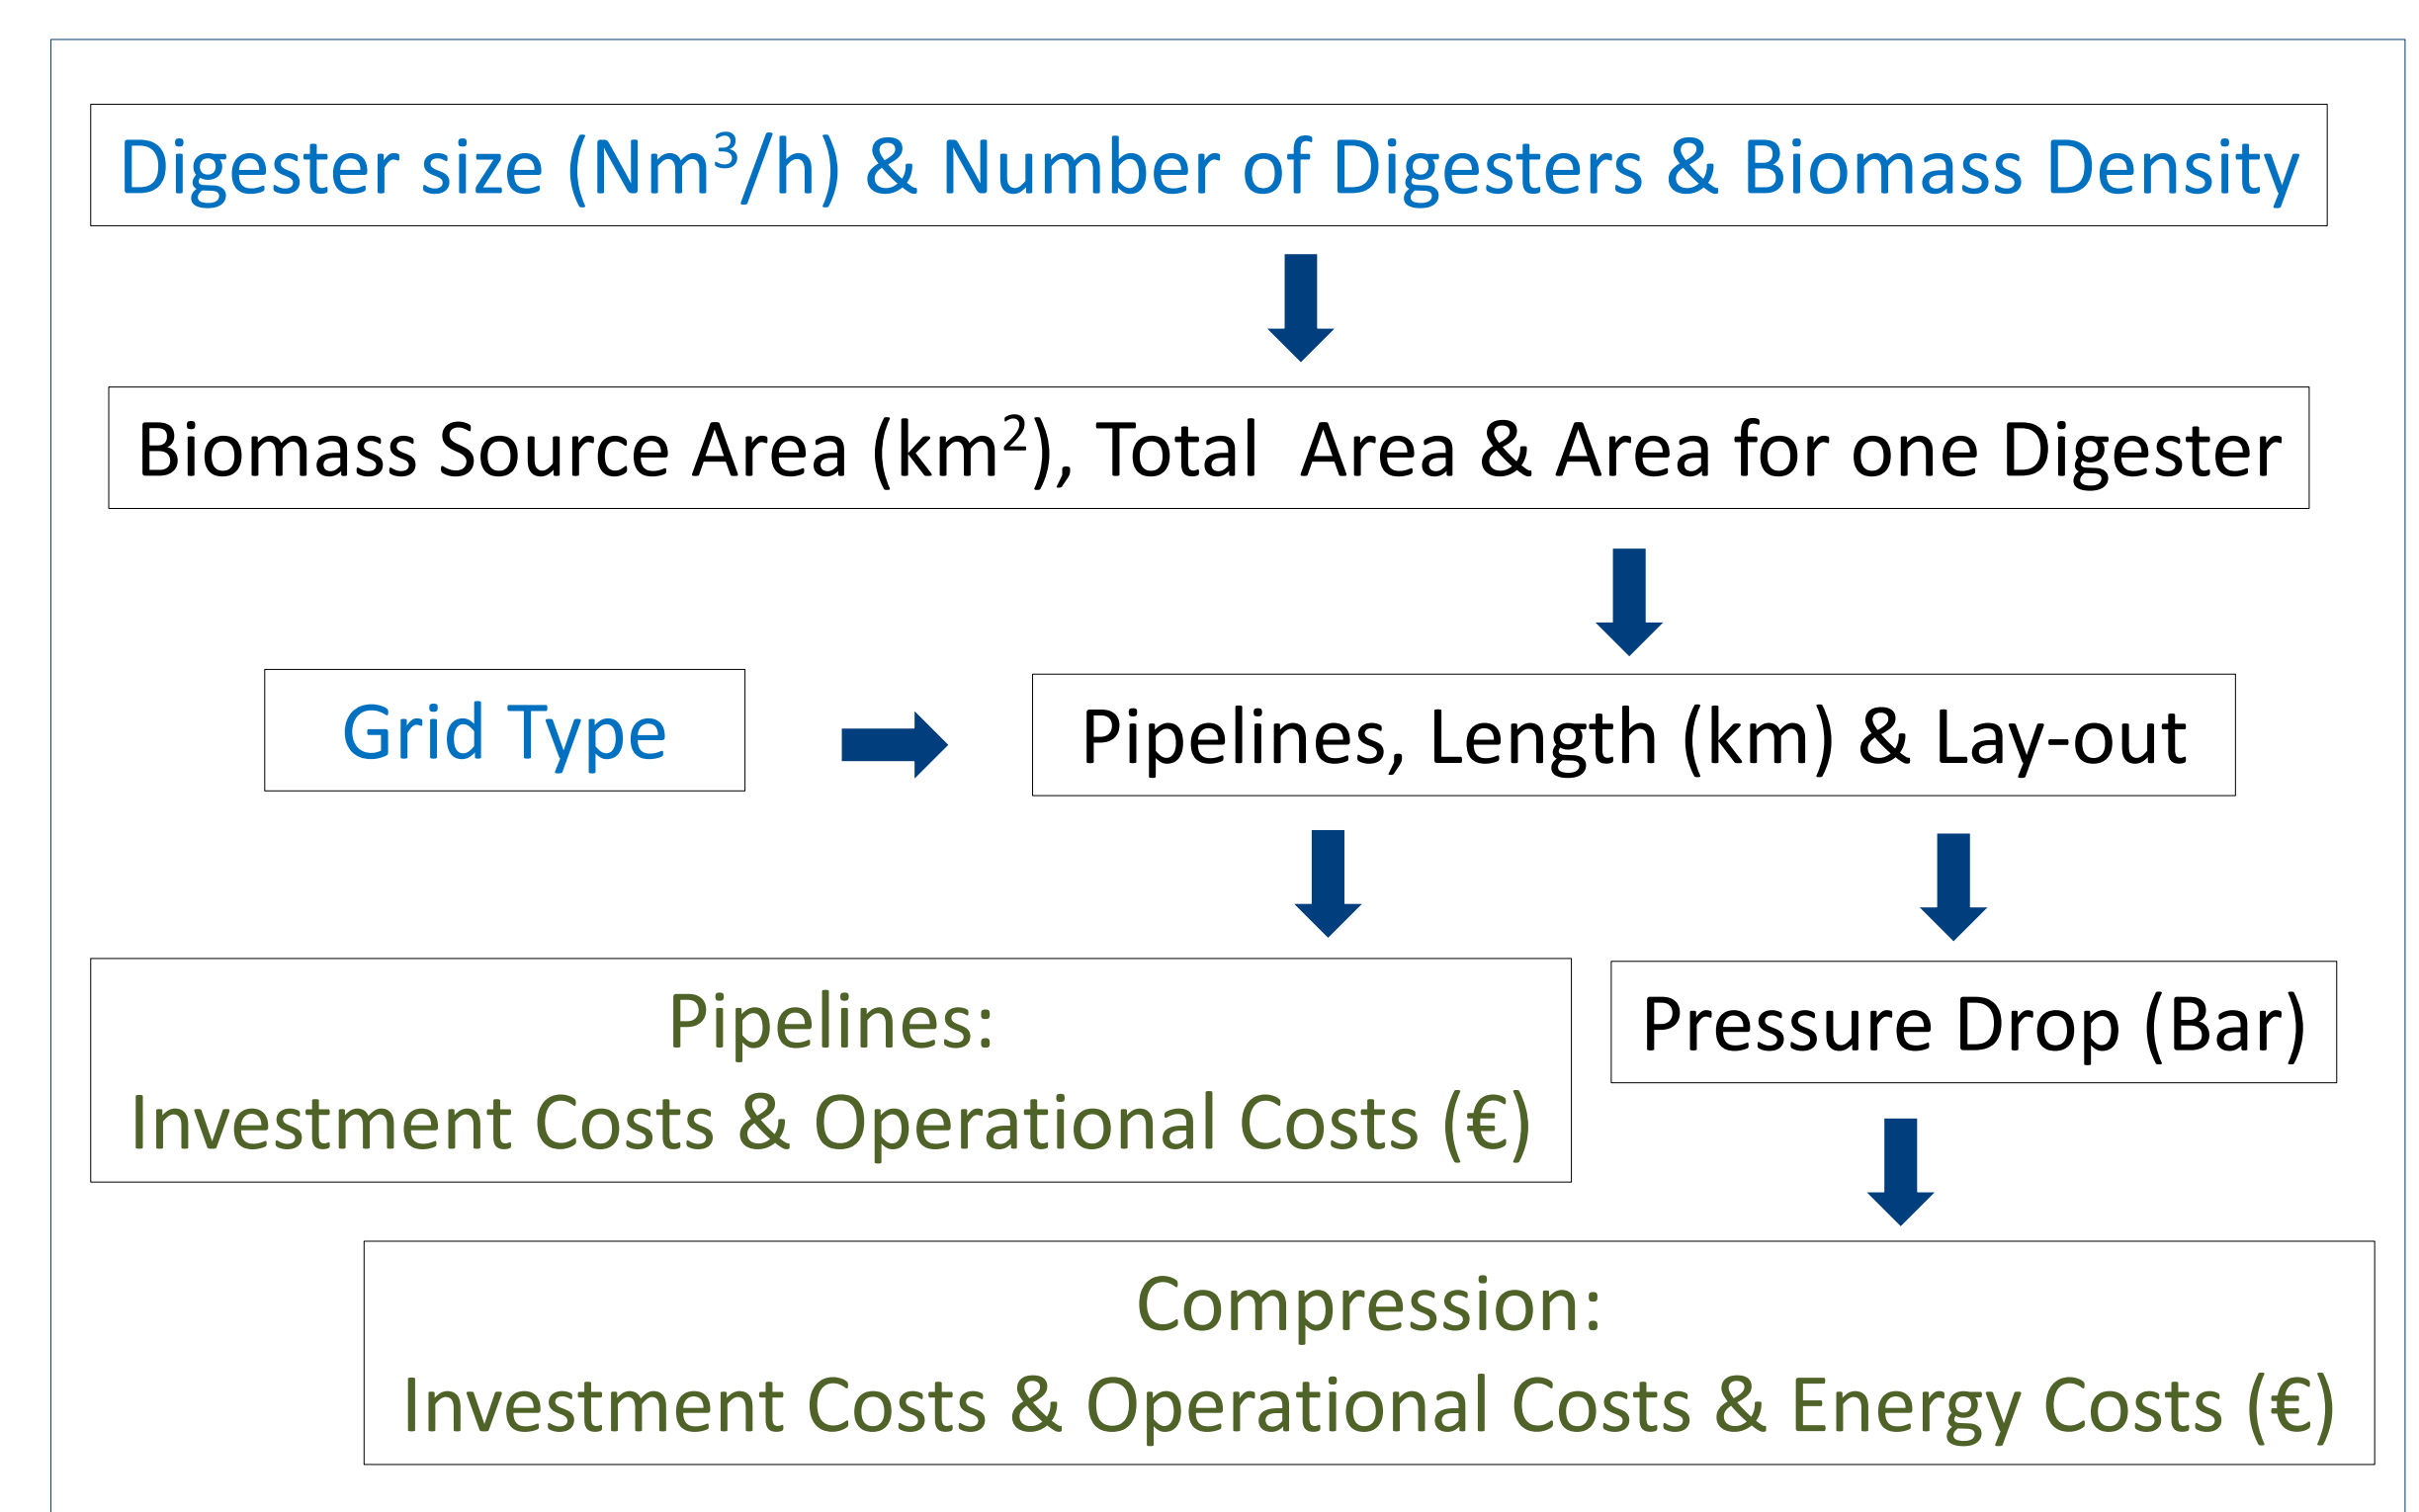 Digester size (Nm³/h) & Number of Digesters & Biomass Density
Biomass Source Area (km²), Total Area & Area for one Digester
Grid Type
Pipelines, Length (km) & Lay-out
Pipelines:
Investment Costs & Operational Costs (€)
Pressure Drop (Bar)
Compression:
Investment Costs & Operational Costs & Energy Costs (€)